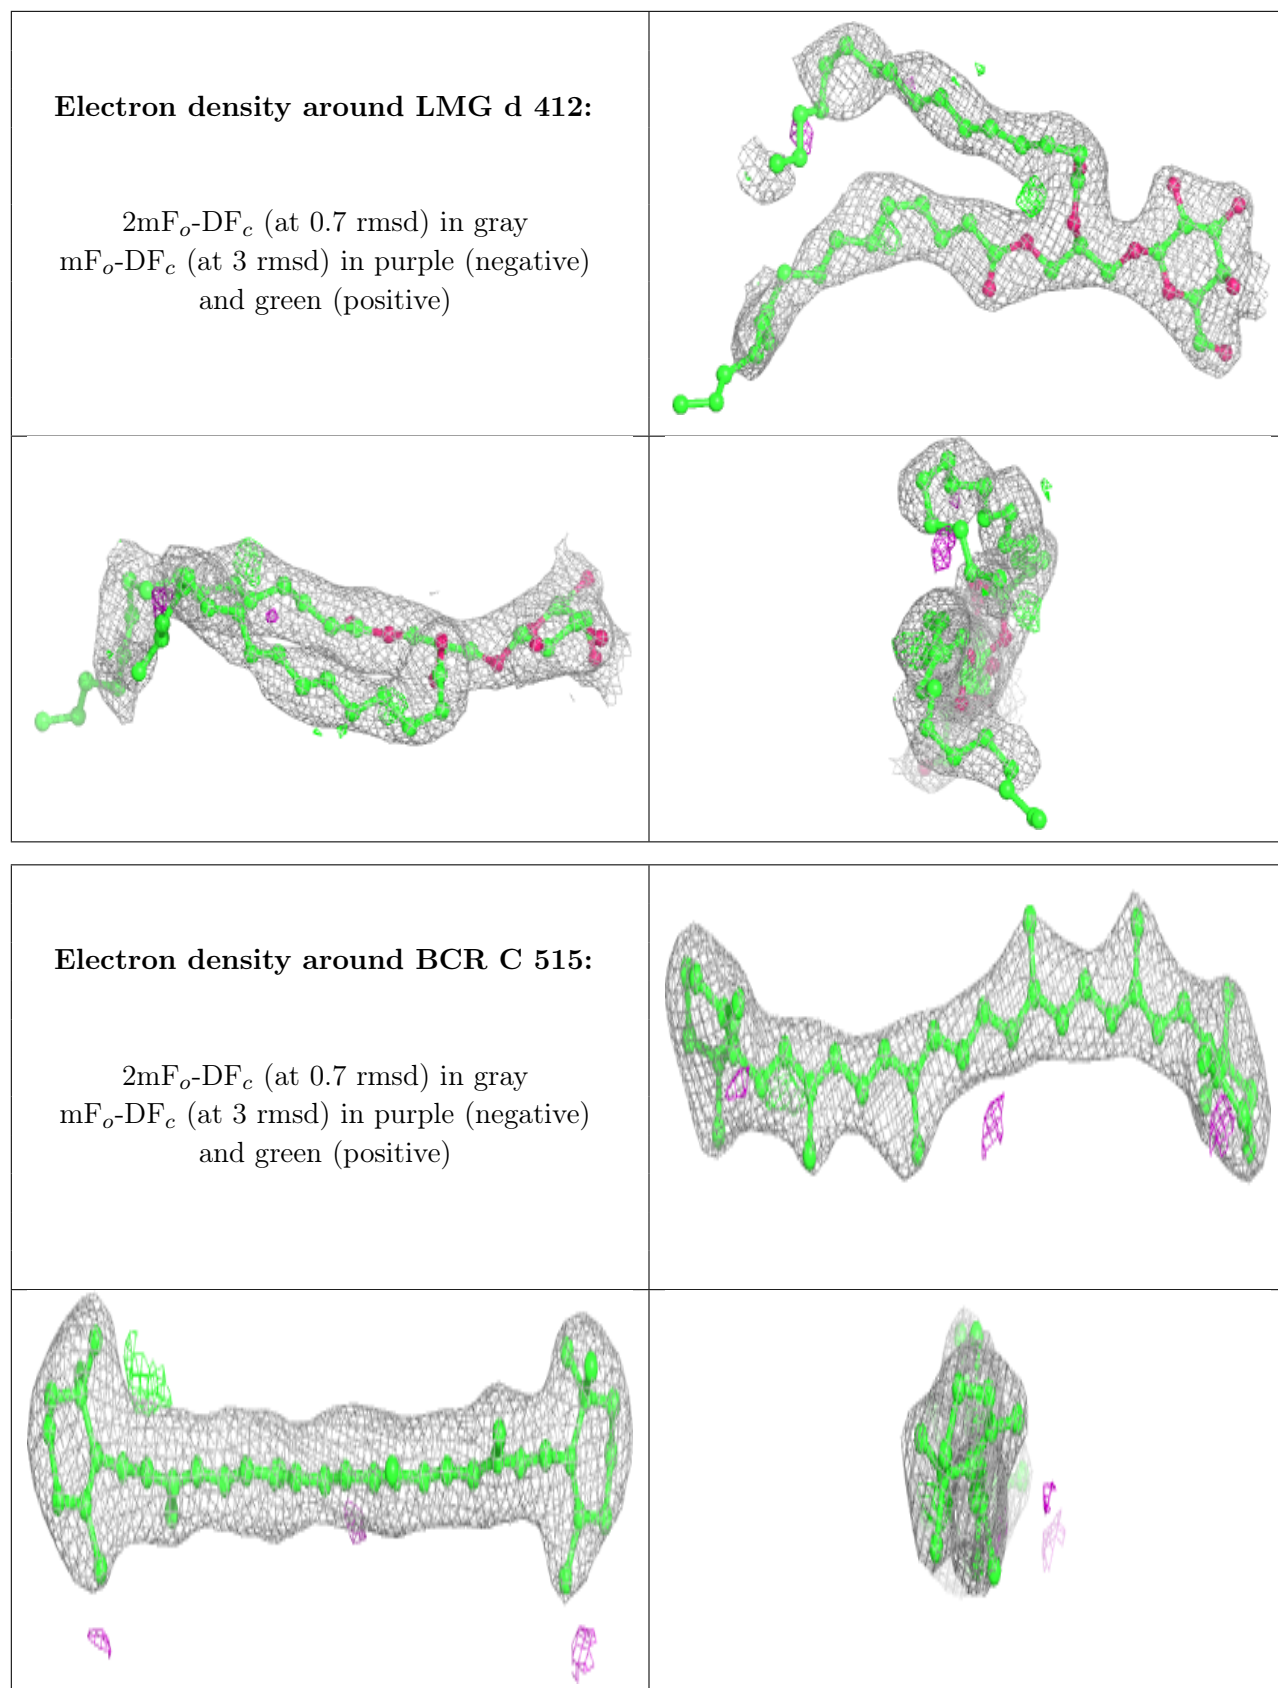 Electron density around LMG d 412:
2mFo-DFc (at 0.7 rmsd) in gray
mFo-DFc (at 3 rmsd) in purple (negative)
and green (positive)
Electron density around BCR C 515:
2mFo-DFc (at 0.7 rmsd) in gray
mFo-DFc (at 3 rmsd) in purple (negative)
and green (positive)